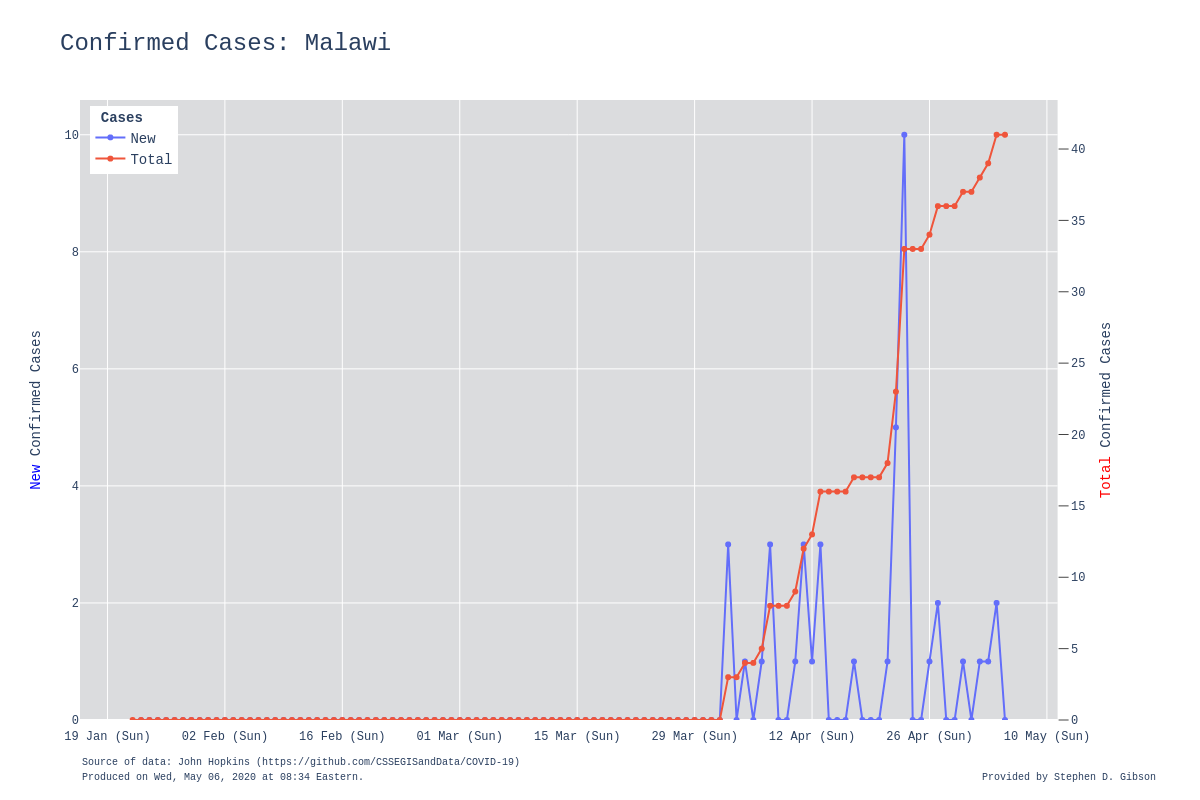 Confirmed Cases: Malawi
Cases
New
Total
10
8
6
4
2
0
40
35
30
25
20
15
10
5
0
New Confirmed Cases
Total Confirmed Cases
19 Jan (Sun) 02 Feb (Sun) 16 Feb (Sun) 01 Mar (Sun) 15 Mar (Sun) 29 Mar (Sun) 12 Apr (Sun) 26 Apr (Sun) 10 May (Sun)
Source of data: John Hopkins (https://github.com/CSSEGISandData/COVID-19)
Produced on Wed, May 06, 2020 at 08:34 Eastern.
Provided by Stephen D. Gibson